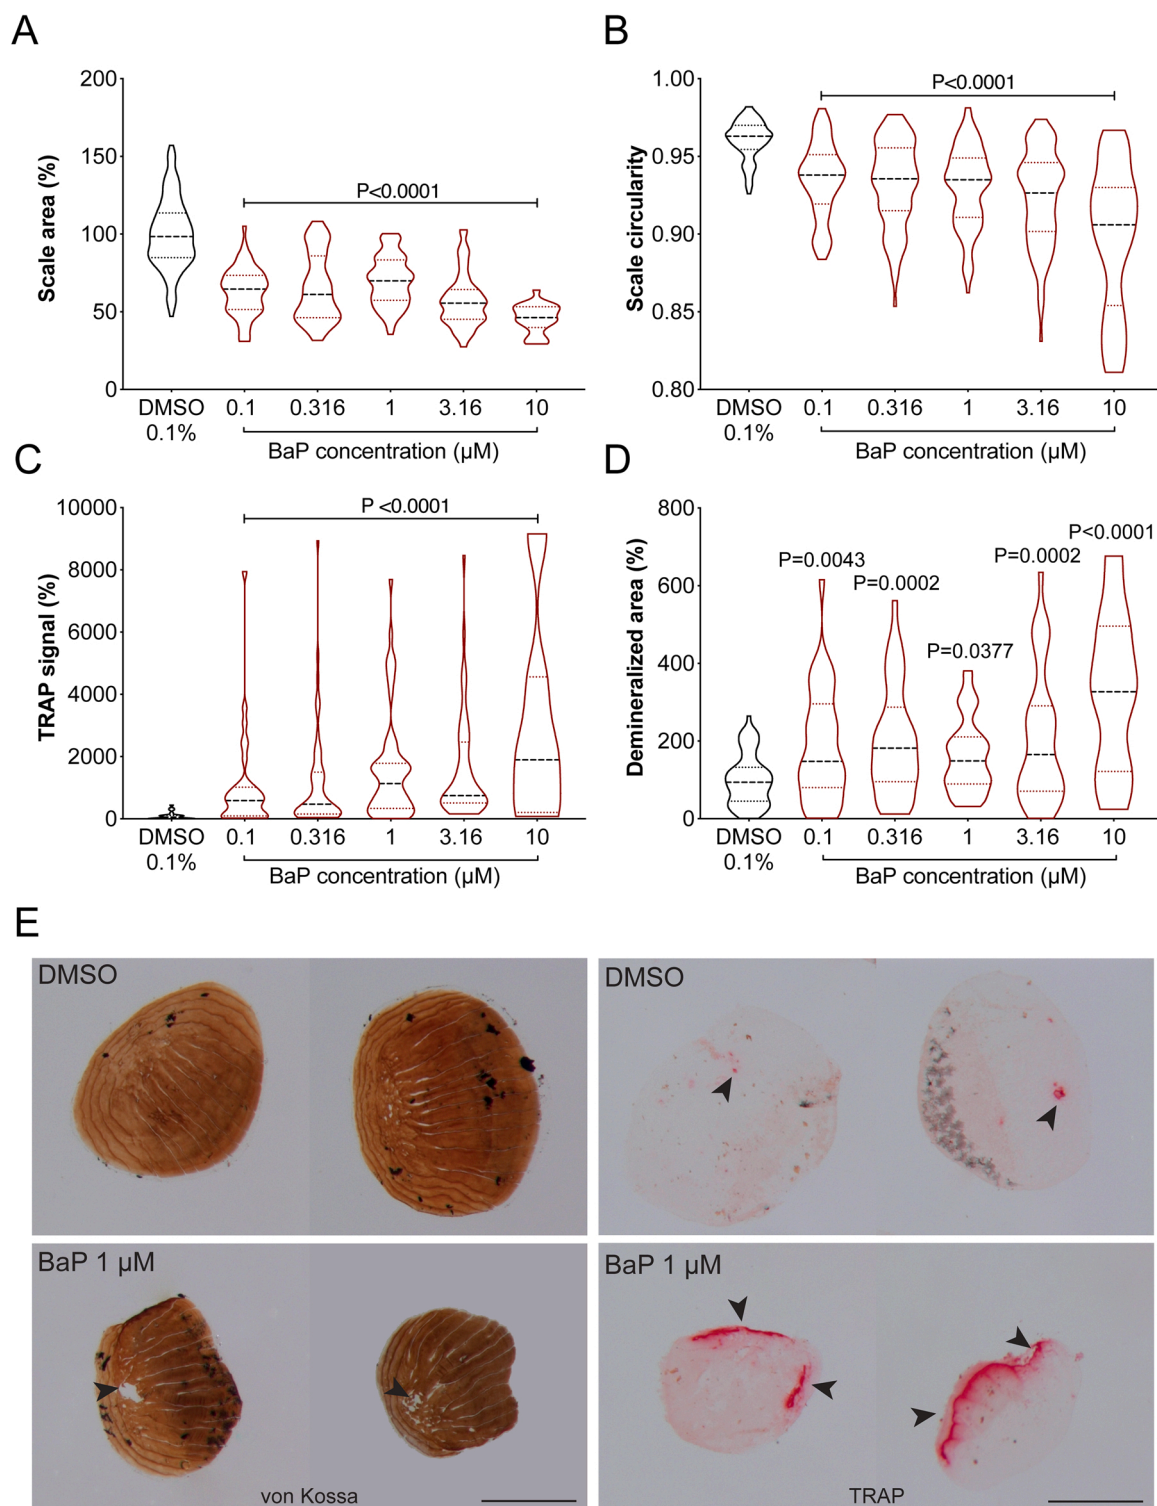 A
B
200
150
100
50
0
Scale area (%)
P<0.0001
DMSO
0.1%
0.1
0.316
1
3.16
10
BaP concentration (µM)
1.00
0.95
0.90
0.85
0.80
Scale circularity
P<0.0001
DMSO
0.1%
0.1
0.316
1
3.16
10
BaP concentration (µM)
C
D
10000
8000
6000
4000
2000
0
TRAP signal (%)
P <0.0001
DMSO
0.1%
0.1
0.316
1
3.16
10
BaP concentration (µM)
800
600
400
200
0
Demineralized area (%)
P=0.0043
P=0.0002
P=0.0377
P=0.0002
P<0.0001
DMSO
0.1%
0.1
0.316
1
3.16
10
BaP concentration (µM)
E
DMSO
DMSO
BaP 1 µM
BaP 1 µM
von Kossa
TRAP